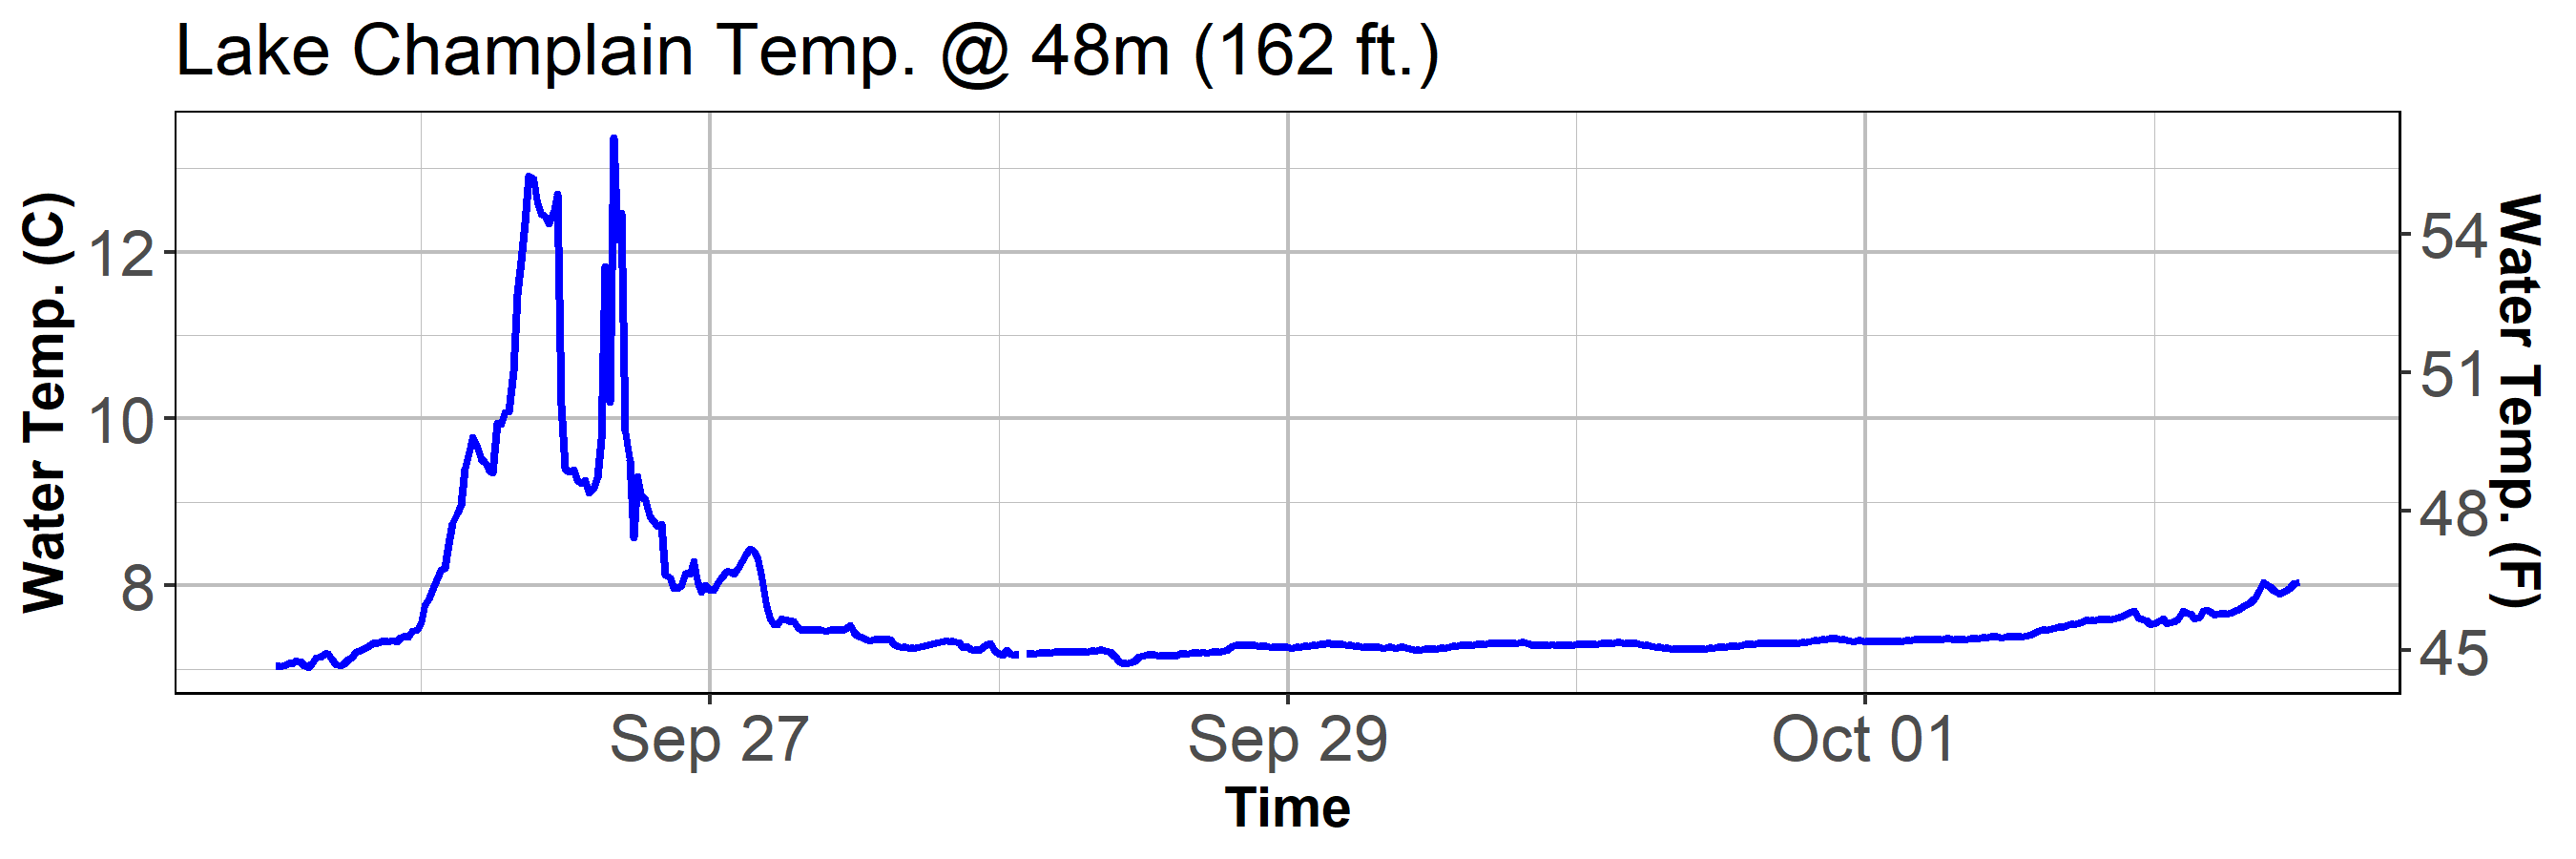 Lake Champlain Temp. @ 48m (162 ft.)
Water Temp. (C)
12
10
8
54
51
48
45
Water Temp. (F)
Sep 27
Sep 29
Oct 01
Time